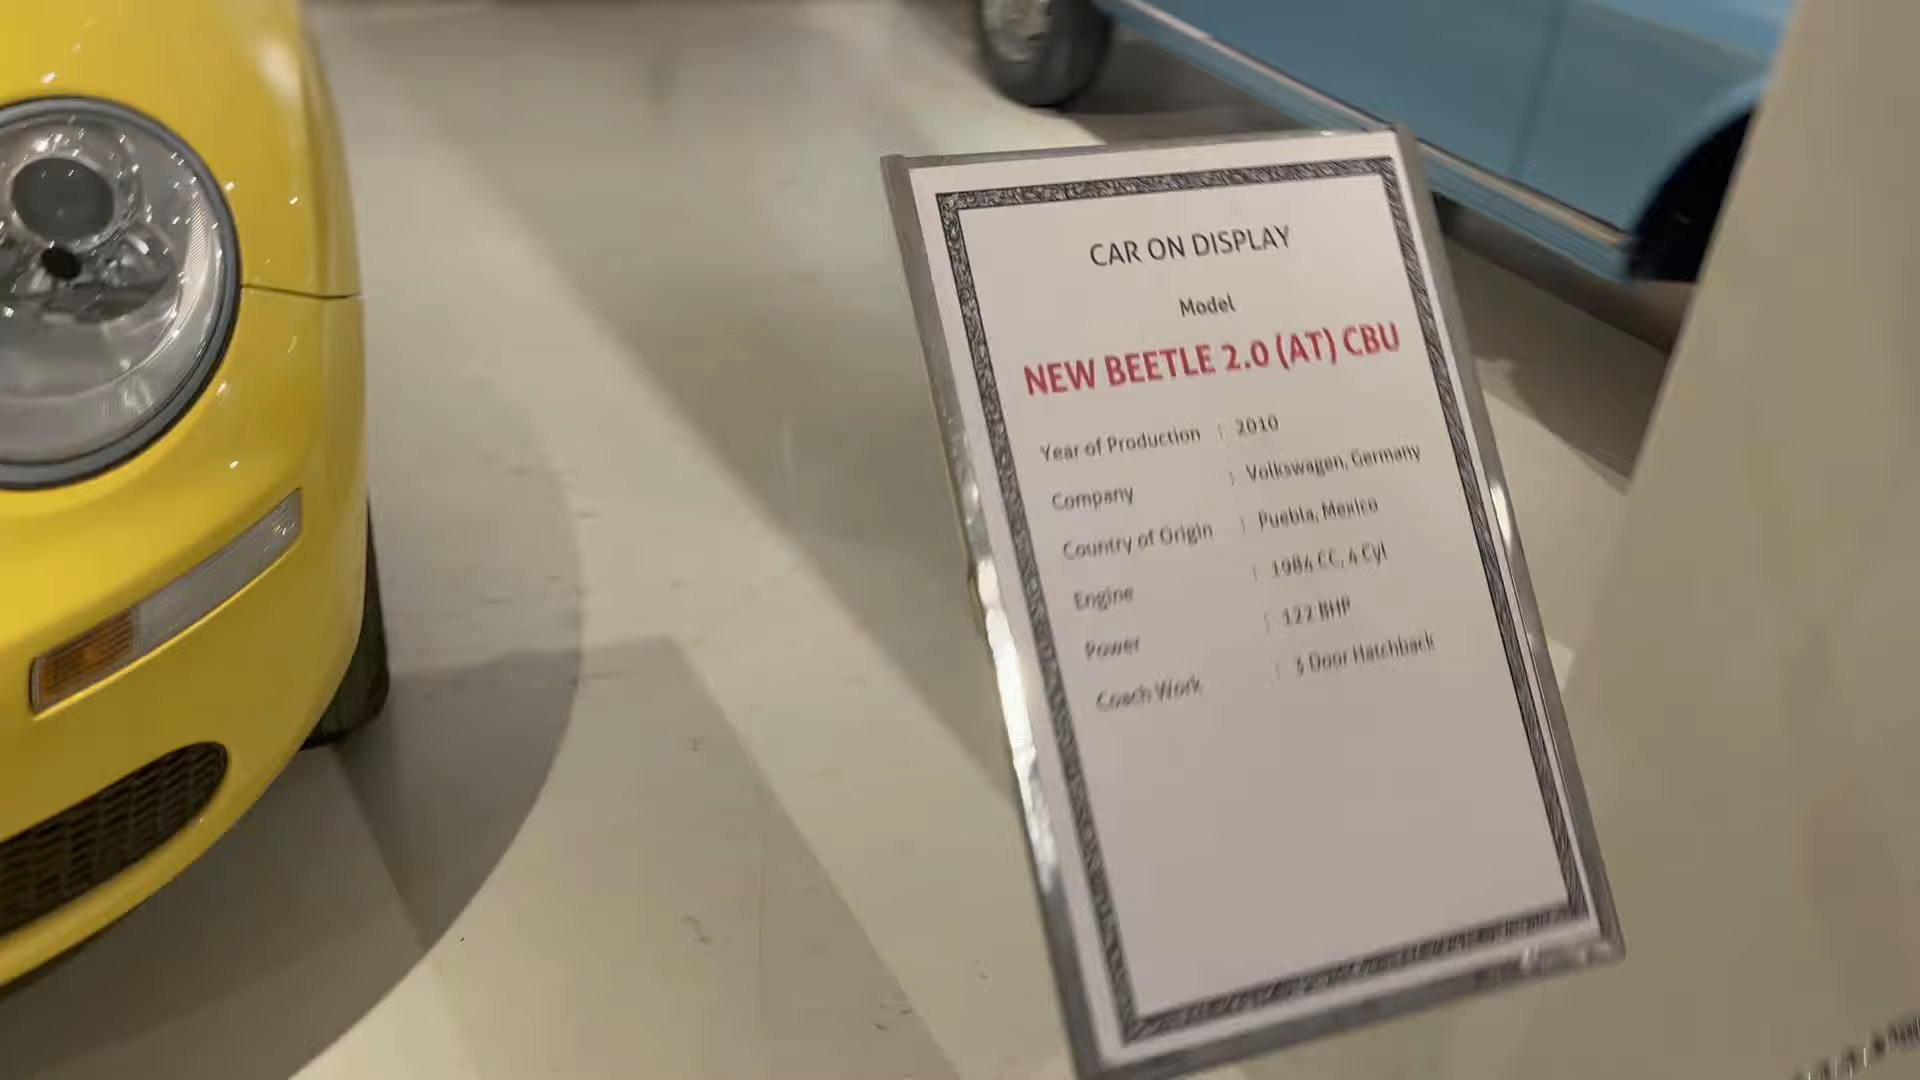 CAR ON DISPLAY
Model
NEW BEETLE 2.0 (AT) CBU
Year of Production : 2010
Company : Volkswagen, Germany
Country of Origin : Puebla, Mexico
Engine : 1984 CC, 4 Cyl
Power : 122 BHP
Coach Work : 3 Door Hatchback